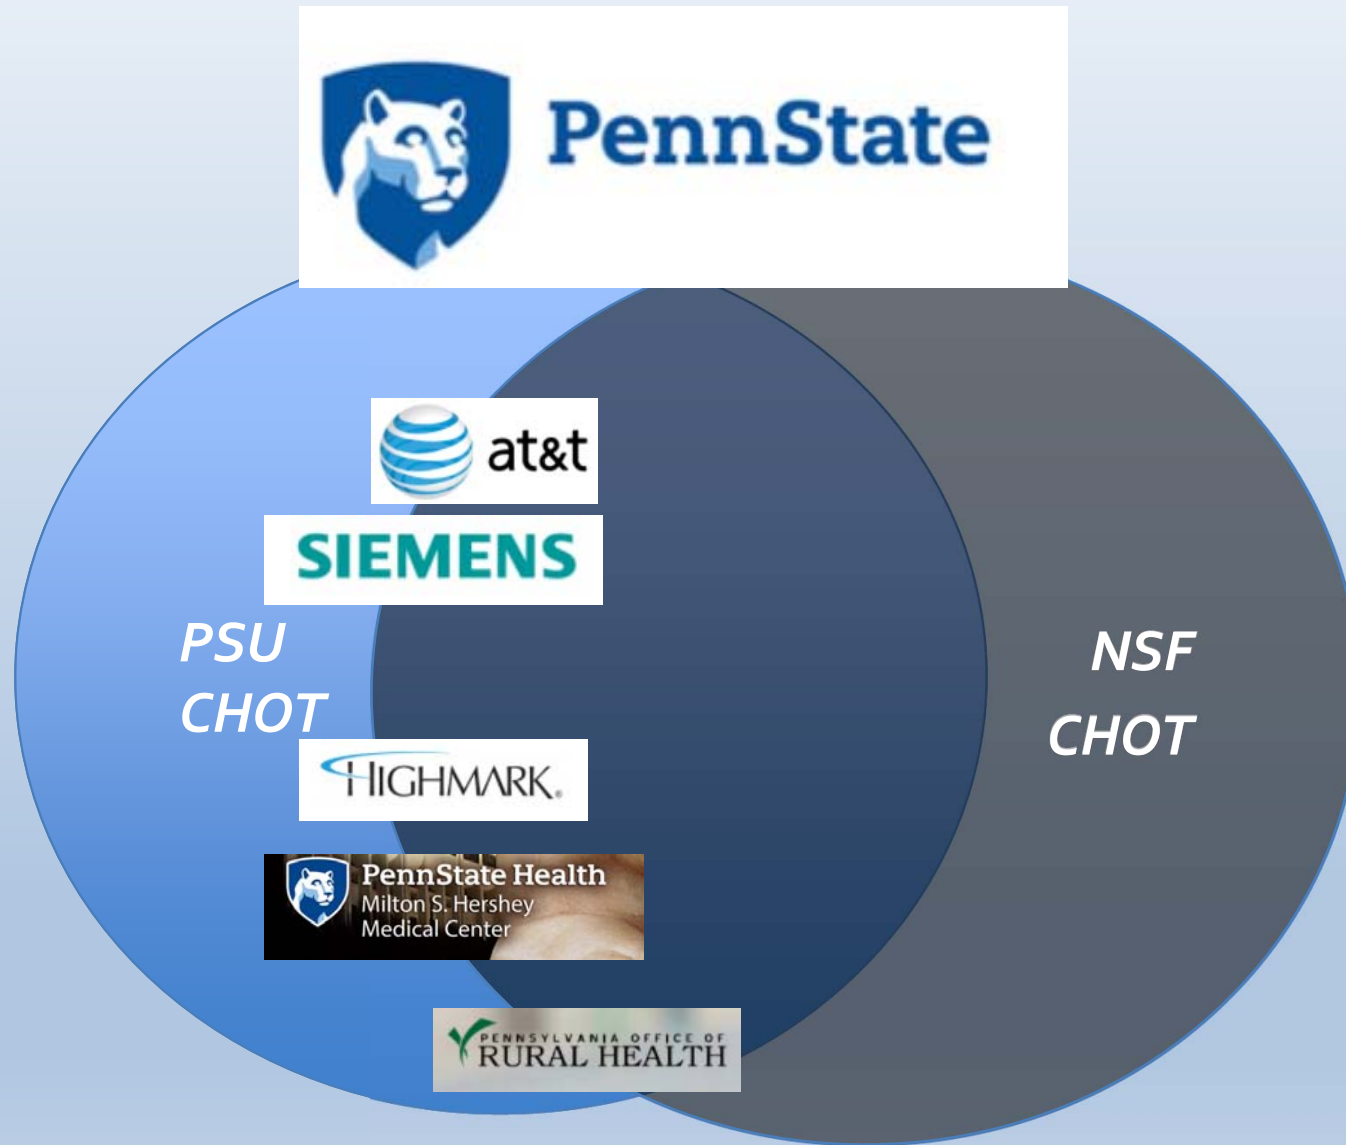 PennState
at&t
SIEMENS
PSU
CHOT
NSF
CHOT
HIGHMARK®
PennState Health
Milton S. Hershey
Medical Center
PENNSYLVANIA OFFICE OF
RURAL HEALTH